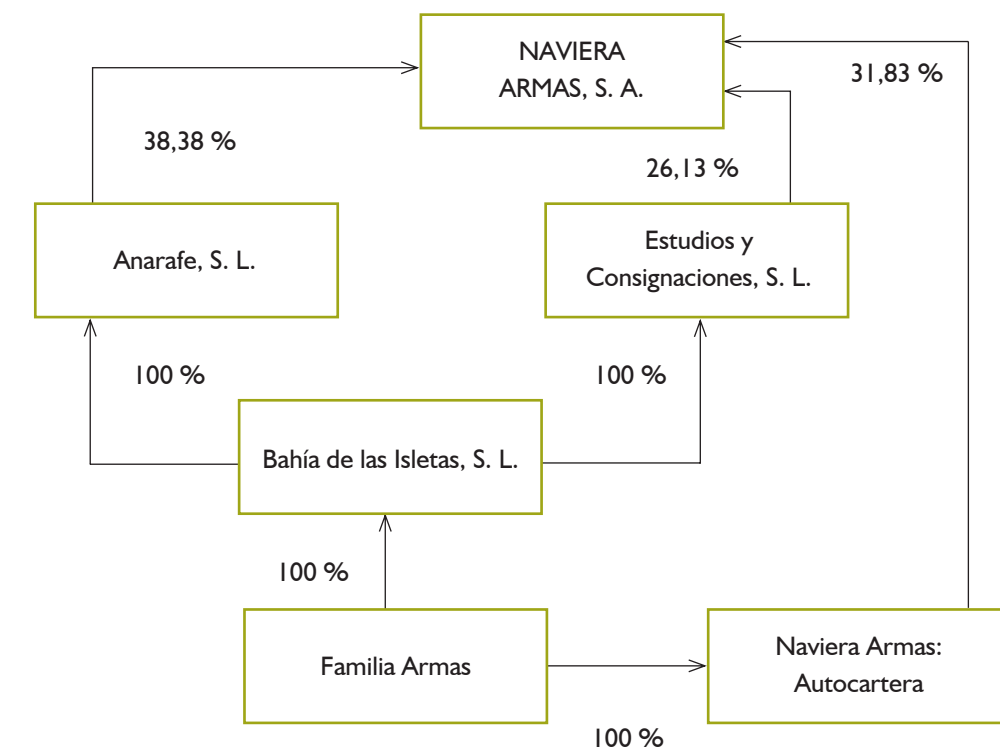 NAVIERA
ARMAS, S. A.
31,83 %
38,38 %
26,13 %
Anarafe, S. L.
Estudios y
Consignaciones, S. L.
100 %
100 %
Bahía de las Isletas, S. L.
100 %
Familia Armas
Naviera Armas:
Autocartera
100 %